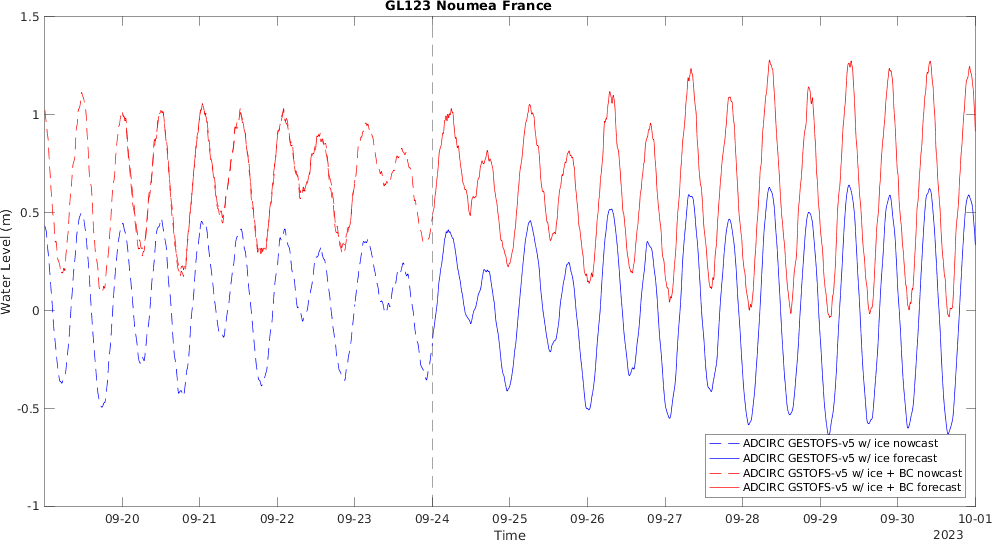 GL123 Noumea France
Water Level (m)
1.5
1
0.5
0
-0.5
-1
09-20 09-21 09-22 09-23 09-24 09-25 09-26 09-27 09-28 09-29 09-30 10-01
Time
2023
ADCIRC GESTOFS-v5 w/ ice nowcast
ADCIRC GESTOFS-v5 w/ ice forecast
ADCIRC GSTOFS-v5 w/ ice + BC nowcast
ADCIRC GSTOFS-v5 w/ ice + BC forecast